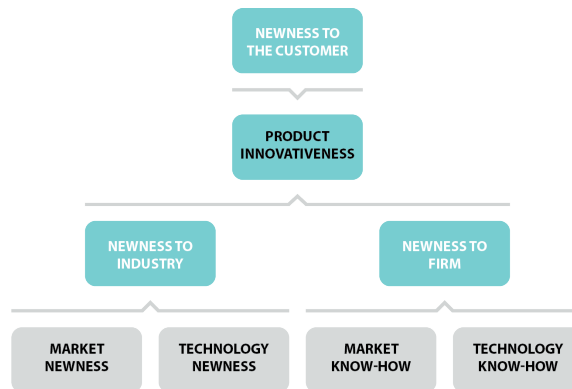 NEWNESS TO
THE CUSTOMER
PRODUCT
INNOVATIVENESS
NEWNESS TO
INDUSTRY
NEWNESS TO
FIRM
MARKET
NEWNESS
TECHNOLOGY
NEWNESS
MARKET
KNOW-HOW
TECHNOLOGY
KNOW-HOW